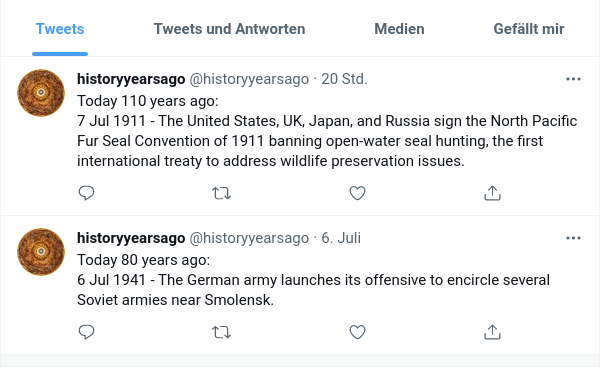 Tweets Tweets und Antworten Medien Gefällt mir
historyyearsago @historyyearsago · 20 Std.
Today 110 years ago:
7 Jul 1911 - The United States, UK, Japan, and Russia sign the North Pacific
Fur Seal Convention of 1911 banning open-water seal hunting, the first
international treaty to address wildlife preservation issues.
historyyearsago @historyyearsago · 6. Juli
Today 80 years ago:
6 Jul 1941 - The German army launches its offensive to encircle several
Soviet armies near Smolensk.